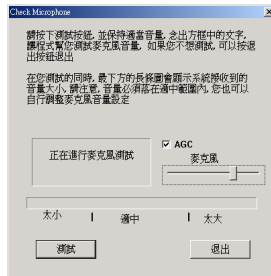 Check Microphone
請按下測試按鈕, 並保持適當音量, 念出方框中的文字,
讓程式幫您測試麥克風音量, 如果您不想測試, 可以按退
出按鈕退出
在您測試的同時, 最下方的長條圖會顯示系統接收到的
音量大小, 請注意, 音量必須落在適中範圍內, 您也可以
自行調整麥克風音量設定
正在進行麥克風測試
AGC
麥克風
太小
適中
太大
測試
退出